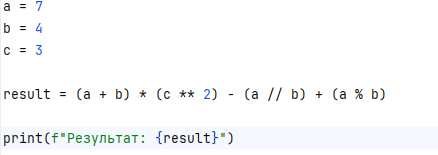 a = 7
b = 4
c = 3
result = (a + b) * (c ** 2) - (a // b) + (a % b)
print(f"Результат: {result}")